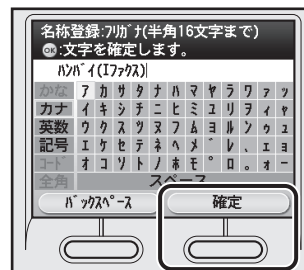 名称登録:ﾌﾘｶﾞﾅ(半角16文字まで)
OK:文字を確定します。
ﾊﾝﾊﾞｲ(Iﾌｧｸｽ)
かな ｱ ｶ ｻ ﾀ ﾅ ﾊ ﾏ ﾔ ﾗ ﾜ ｧ ｯ
カナ ｲ ｷ ｼ ﾁ ﾆ ﾋ ﾐ ﾕ ﾘ ｦ ｨ ｬ
英数 ｳ ｸ ｽ ﾂ ﾇ ﾌ ﾑ ﾖ ﾙ ﾝ ｩ ｭ
記号 ｴ ｹ ｾ ﾃ ﾈ ﾍ ﾒ ﾞ ﾚ ､ ｪ ｮ
ｺｰﾄﾞ ｵ ｺ ｿ ﾄ ﾉ ﾎ ﾓ ﾟ ﾛ ｡ ｫ ｰ
全角 スペース
ﾊﾞｯｸｽﾍﾟｰｽ 確定